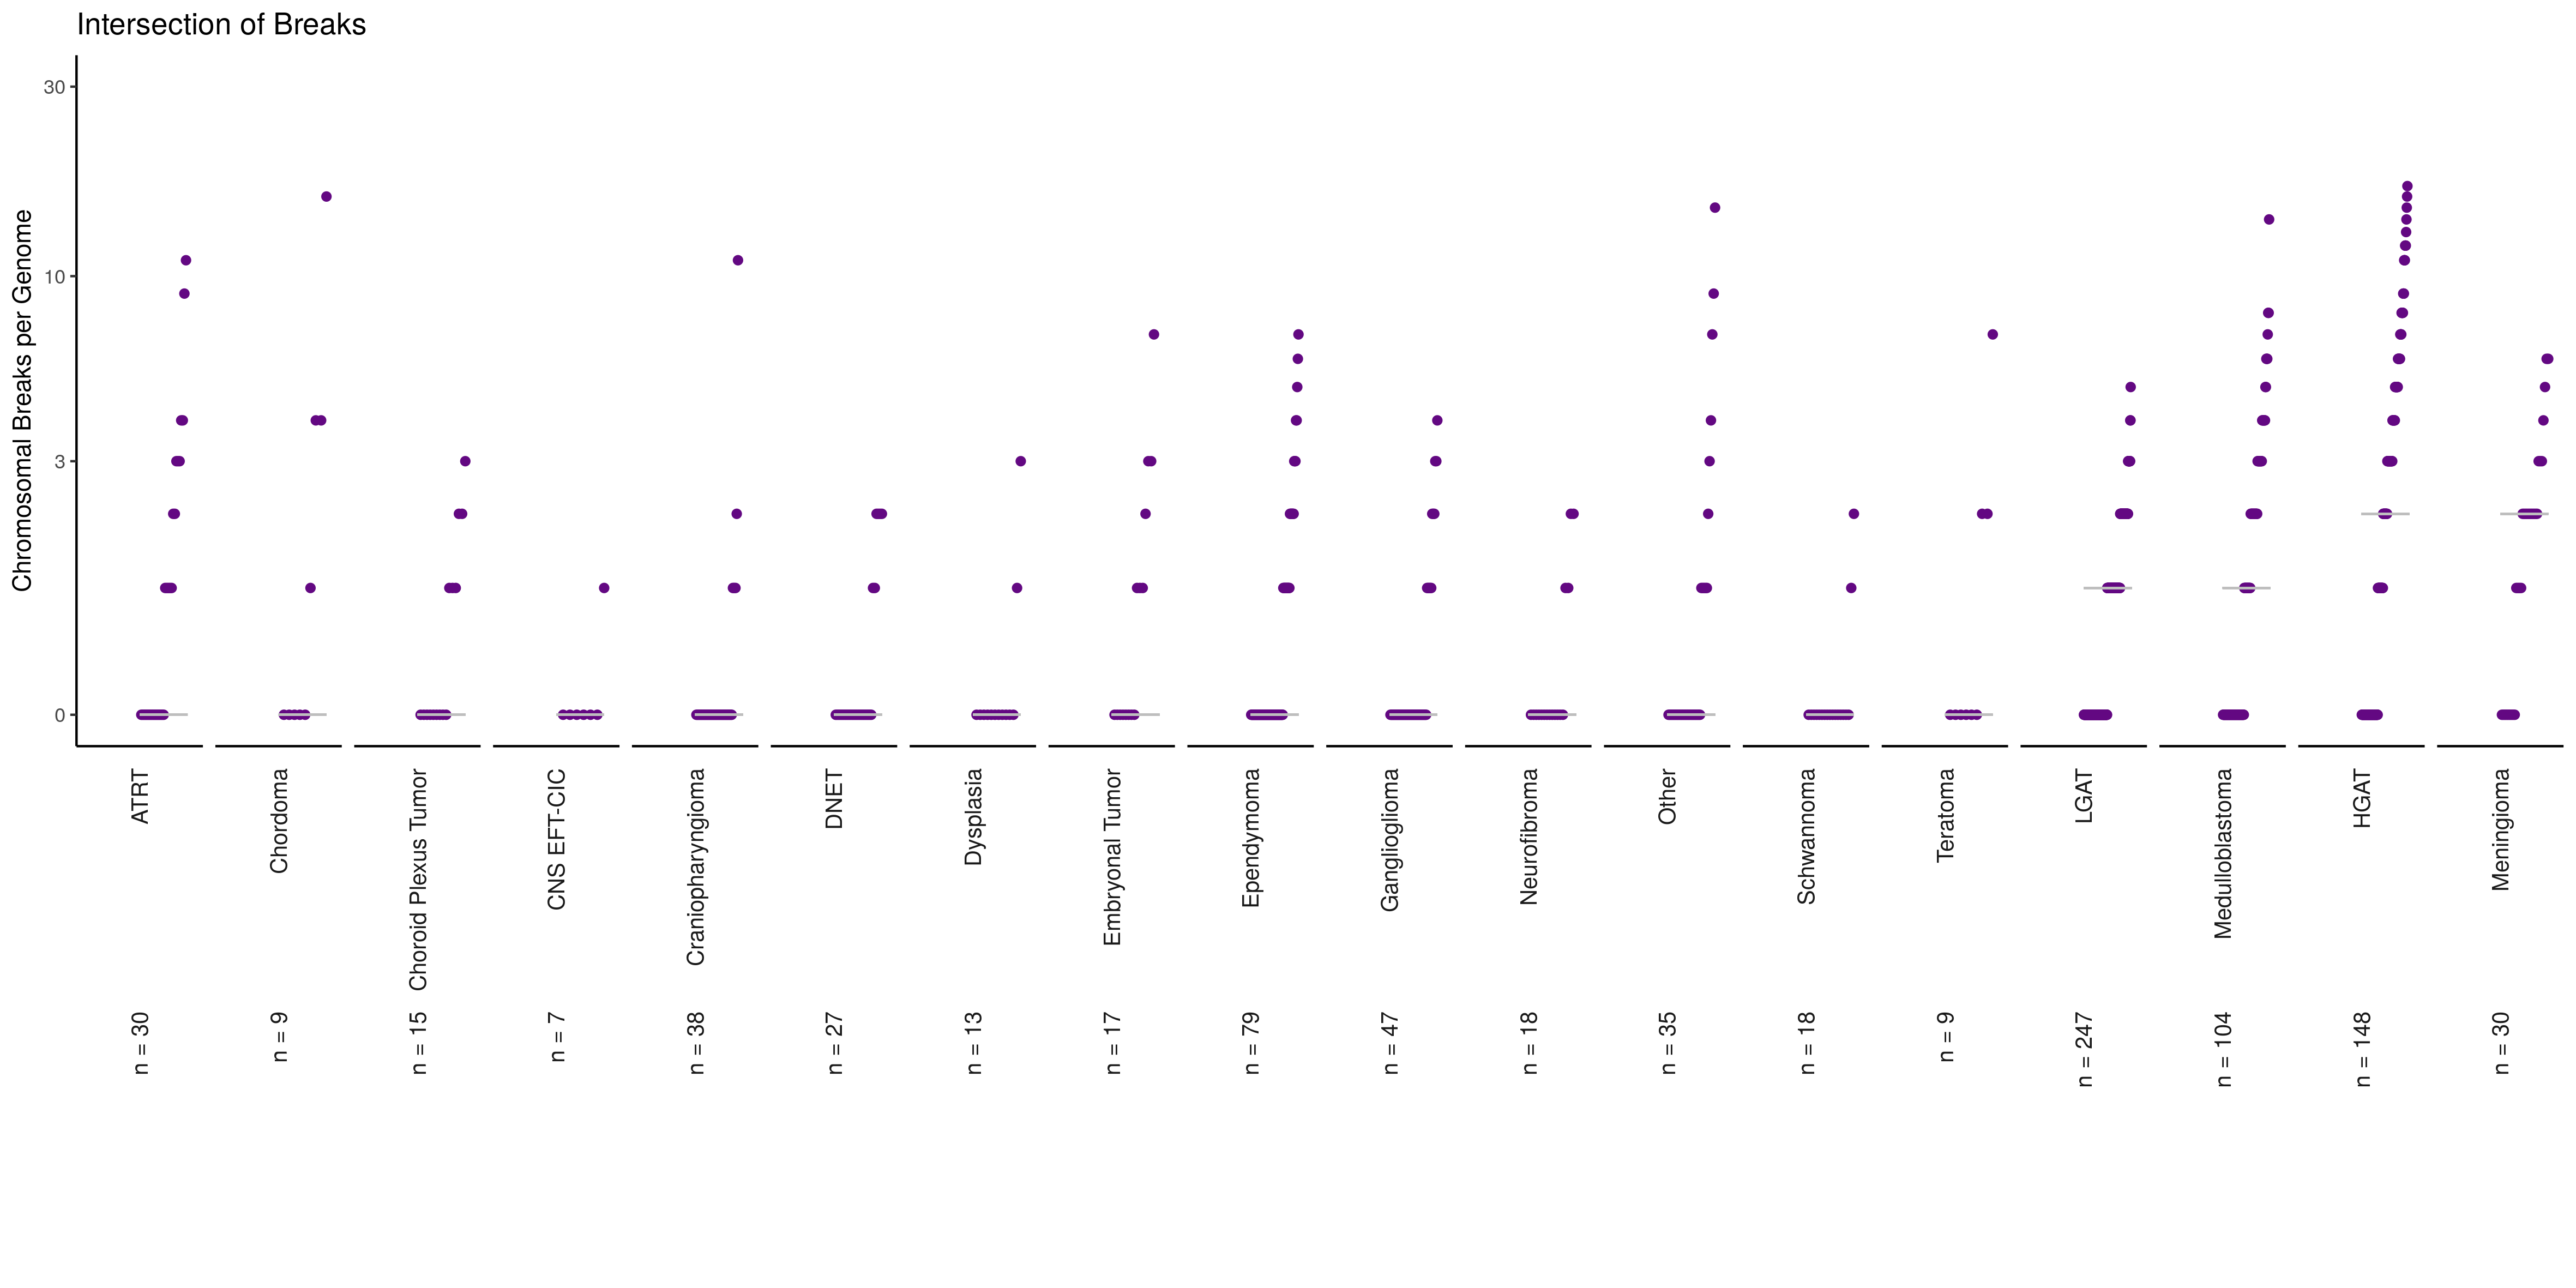 Intersection of Breaks
Chromosomal Breaks per Genome
30
10
3
0
ATRT
Chordoma
Choroid Plexus Tumor
CNS EFT-CIC
Craniopharyngioma
DNET
Dysplasia
Embryonal Tumor
Ependymoma
Ganglioglioma
Neurofibroma
Other
Schwannoma
Teratoma
LGAT
Medulloblastoma
HGAT
Meningioma
n = 30
n = 9
n = 15
n = 7
n = 38
n = 27
n = 13
n = 17
n = 79
n = 47
n = 18
n = 35
n = 18
n = 9
n = 247
n = 104
n = 148
n = 30